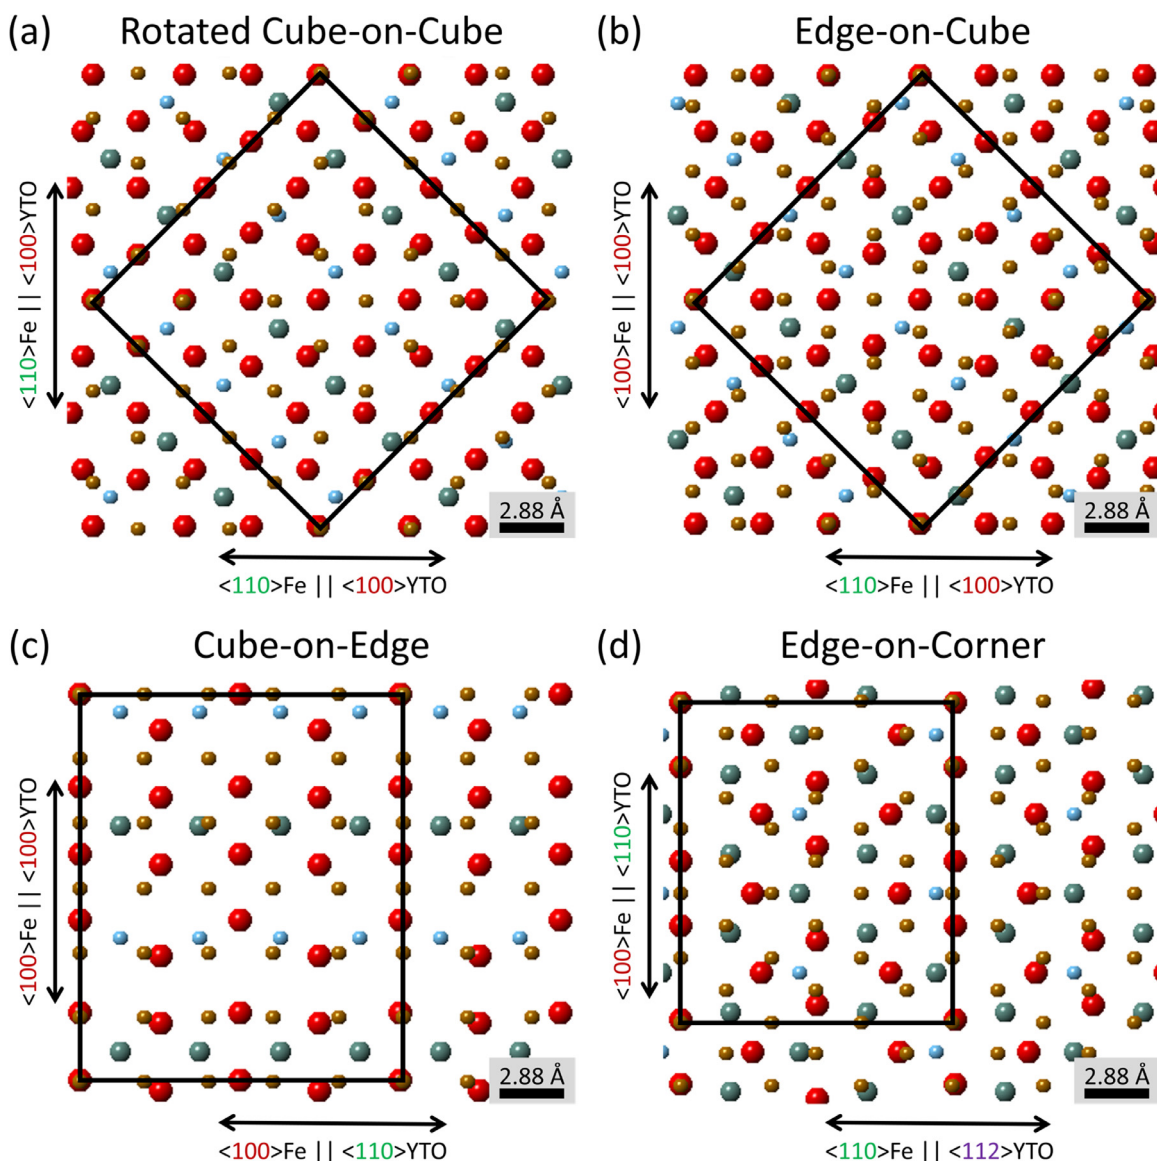 (a) Rotated Cube-on-Cube
<110>Fe || <100>YTO
2.88 Å
<110>Fe || <100>YTO
(b) Edge-on-Cube
<100>Fe || <100>YTO
2.88 Å
<110>Fe || <100>YTO
(c) Cube-on-Edge
<100>Fe || <100>YTO
2.88 Å
<100>Fe || <110>YTO
(d) Edge-on-Corner
<100>Fe || <110>YTO
2.88 Å
<110>Fe || <112>YTO